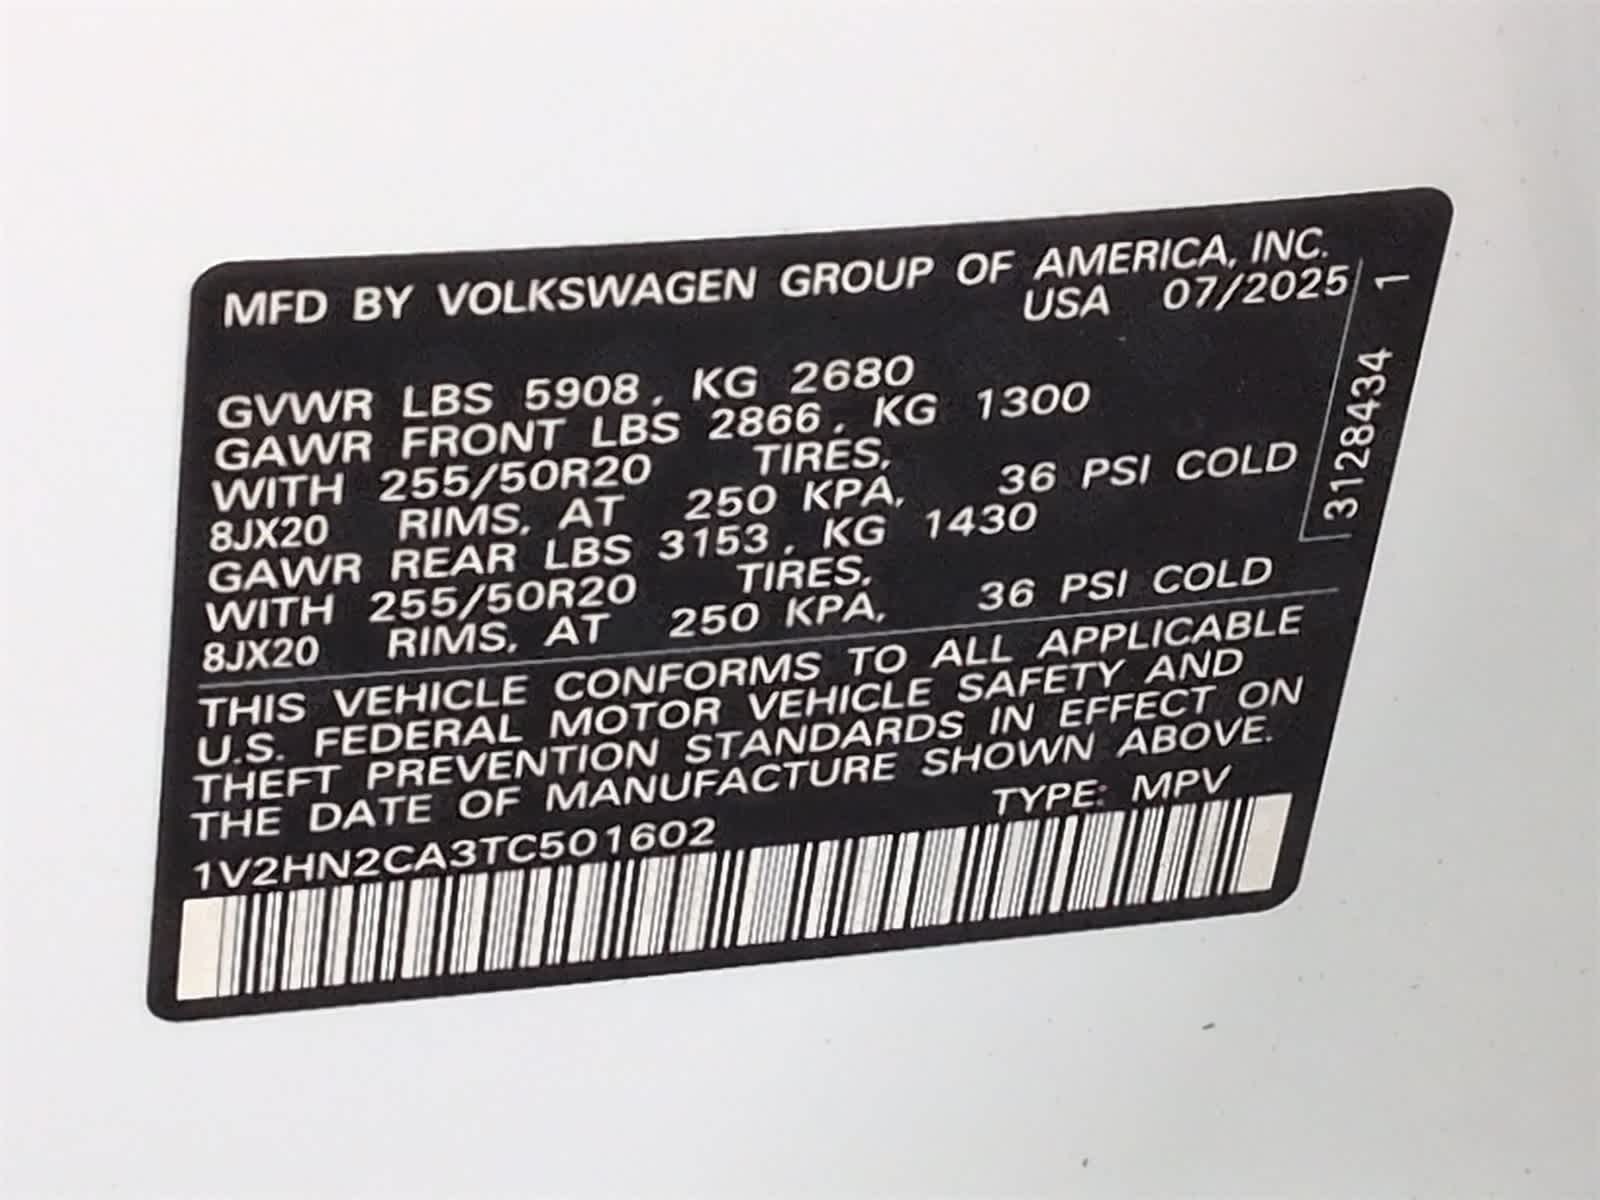 MFD BY VOLKSWAGEN GROUP OF AMERICA, INC.
USA 07/2025
GVWR LBS 5908, KG 2680
GAWR FRONT LBS 2866, KG 1300
WITH 255/50R20 TIRES,
8JX20 RIMS, AT 250 KPA, 36 PSI COLD
GAWR REAR LBS 3153, KG 1430
WITH 255/50R20 TIRES,
8JX20 RIMS, AT 250 KPA, 36 PSI COLD
THIS VEHICLE CONFORMS TO ALL APPLICABLE
U.S. FEDERAL MOTOR VEHICLE SAFETY AND
THEFT PREVENTION STANDARDS IN EFFECT ON
THE DATE OF MANUFACTURE SHOWN ABOVE.
1V2HN2CA3TC501602 TYPE: MPV
3128434 1